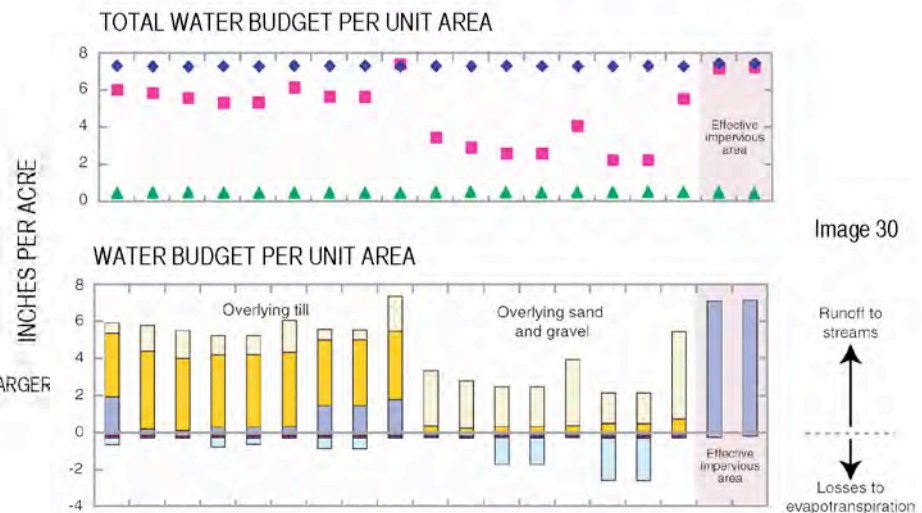 TOTAL WATER BUDGET PER UNIT AREA
8
6
4
2
0
Effective
impervious
area
INCHES PER ACRE
ARGER
Image 30
WATER BUDGET PER UNIT AREA
8
6
4
2
0
-2
-4
Overlying till
Overlying sand
and gravel
Effective
impervious
area
Runoff to
streams
Losses to
evapotranspiration